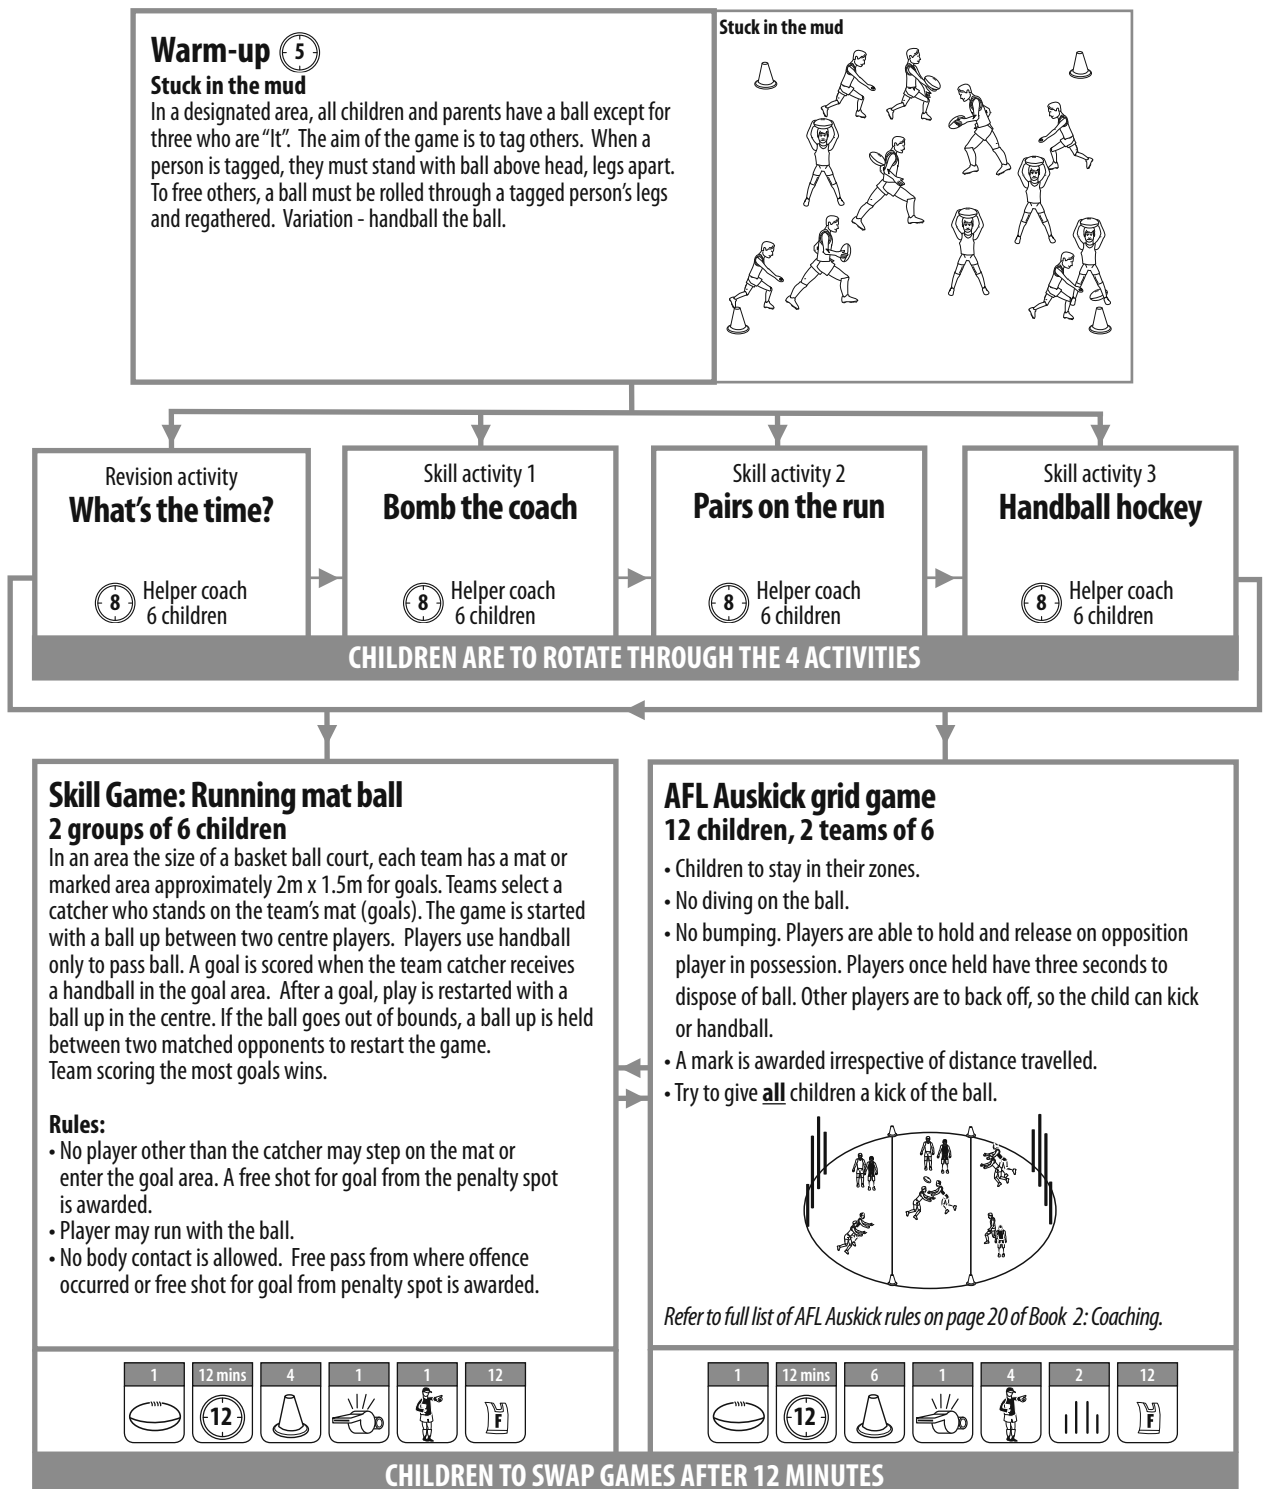 Warm-up 5
Stuck in the mud
In a designated area, all children and parents have a ball except for
three who are “It”. The aim of the game is to tag others. When a
person is tagged, they must stand with ball above head, legs apart.
To free others, a ball must be rolled through a tagged person’s legs
and regathered. Variation - handball the ball.
Stuck in the mud
Revision activity
What’s the time?
8 Helper coach
6 children
Skill activity 1
Bomb the coach
8 Helper coach
6 children
Skill activity 2
Pairs on the run
8 Helper coach
6 children
Skill activity 3
Handball hockey
8 Helper coach
6 children
CHILDREN ARE TO ROTATE THROUGH THE 4 ACTIVITIES
Skill Game: Running mat ball
2 groups of 6 children
In an area the size of a basket ball court, each team has a mat or
marked area approximately 2m x 1.5m for goals. Teams select a
catcher who stands on the team’s mat (goals). The game is started
with a ball up between two centre players. Players use handball
only to pass ball. A goal is scored when the team catcher receives
a handball in the goal area. After a goal, play is restarted with a
ball up in the centre. If the ball goes out of bounds, a ball up is held
between two matched opponents to restart the game.
Team scoring the most goals wins.
Rules:
• No player other than the catcher may step on the mat or
enter the goal area. A free shot for goal from the penalty spot
is awarded.
• Player may run with the ball.
• No body contact is allowed. Free pass from where offence
occurred or free shot for goal from penalty spot is awarded.
1 12 mins 4 1 1 12
12 F
AFL Auskick grid game
12 children, 2 teams of 6
• Children to stay in their zones.
• No diving on the ball.
• No bumping. Players are able to hold and release on opposition
player in possession. Players once held have three seconds to
dispose of ball. Other players are to back off, so the child can kick
or handball.
• A mark is awarded irrespective of distance travelled.
• Try to give all children a kick of the ball.
Refer to full list of AFL Auskick rules on page 20 of Book 2: Coaching.
1 12 mins 6 1 4 2 12
12 F
CHILDREN TO SWAP GAMES AFTER 12 MINUTES